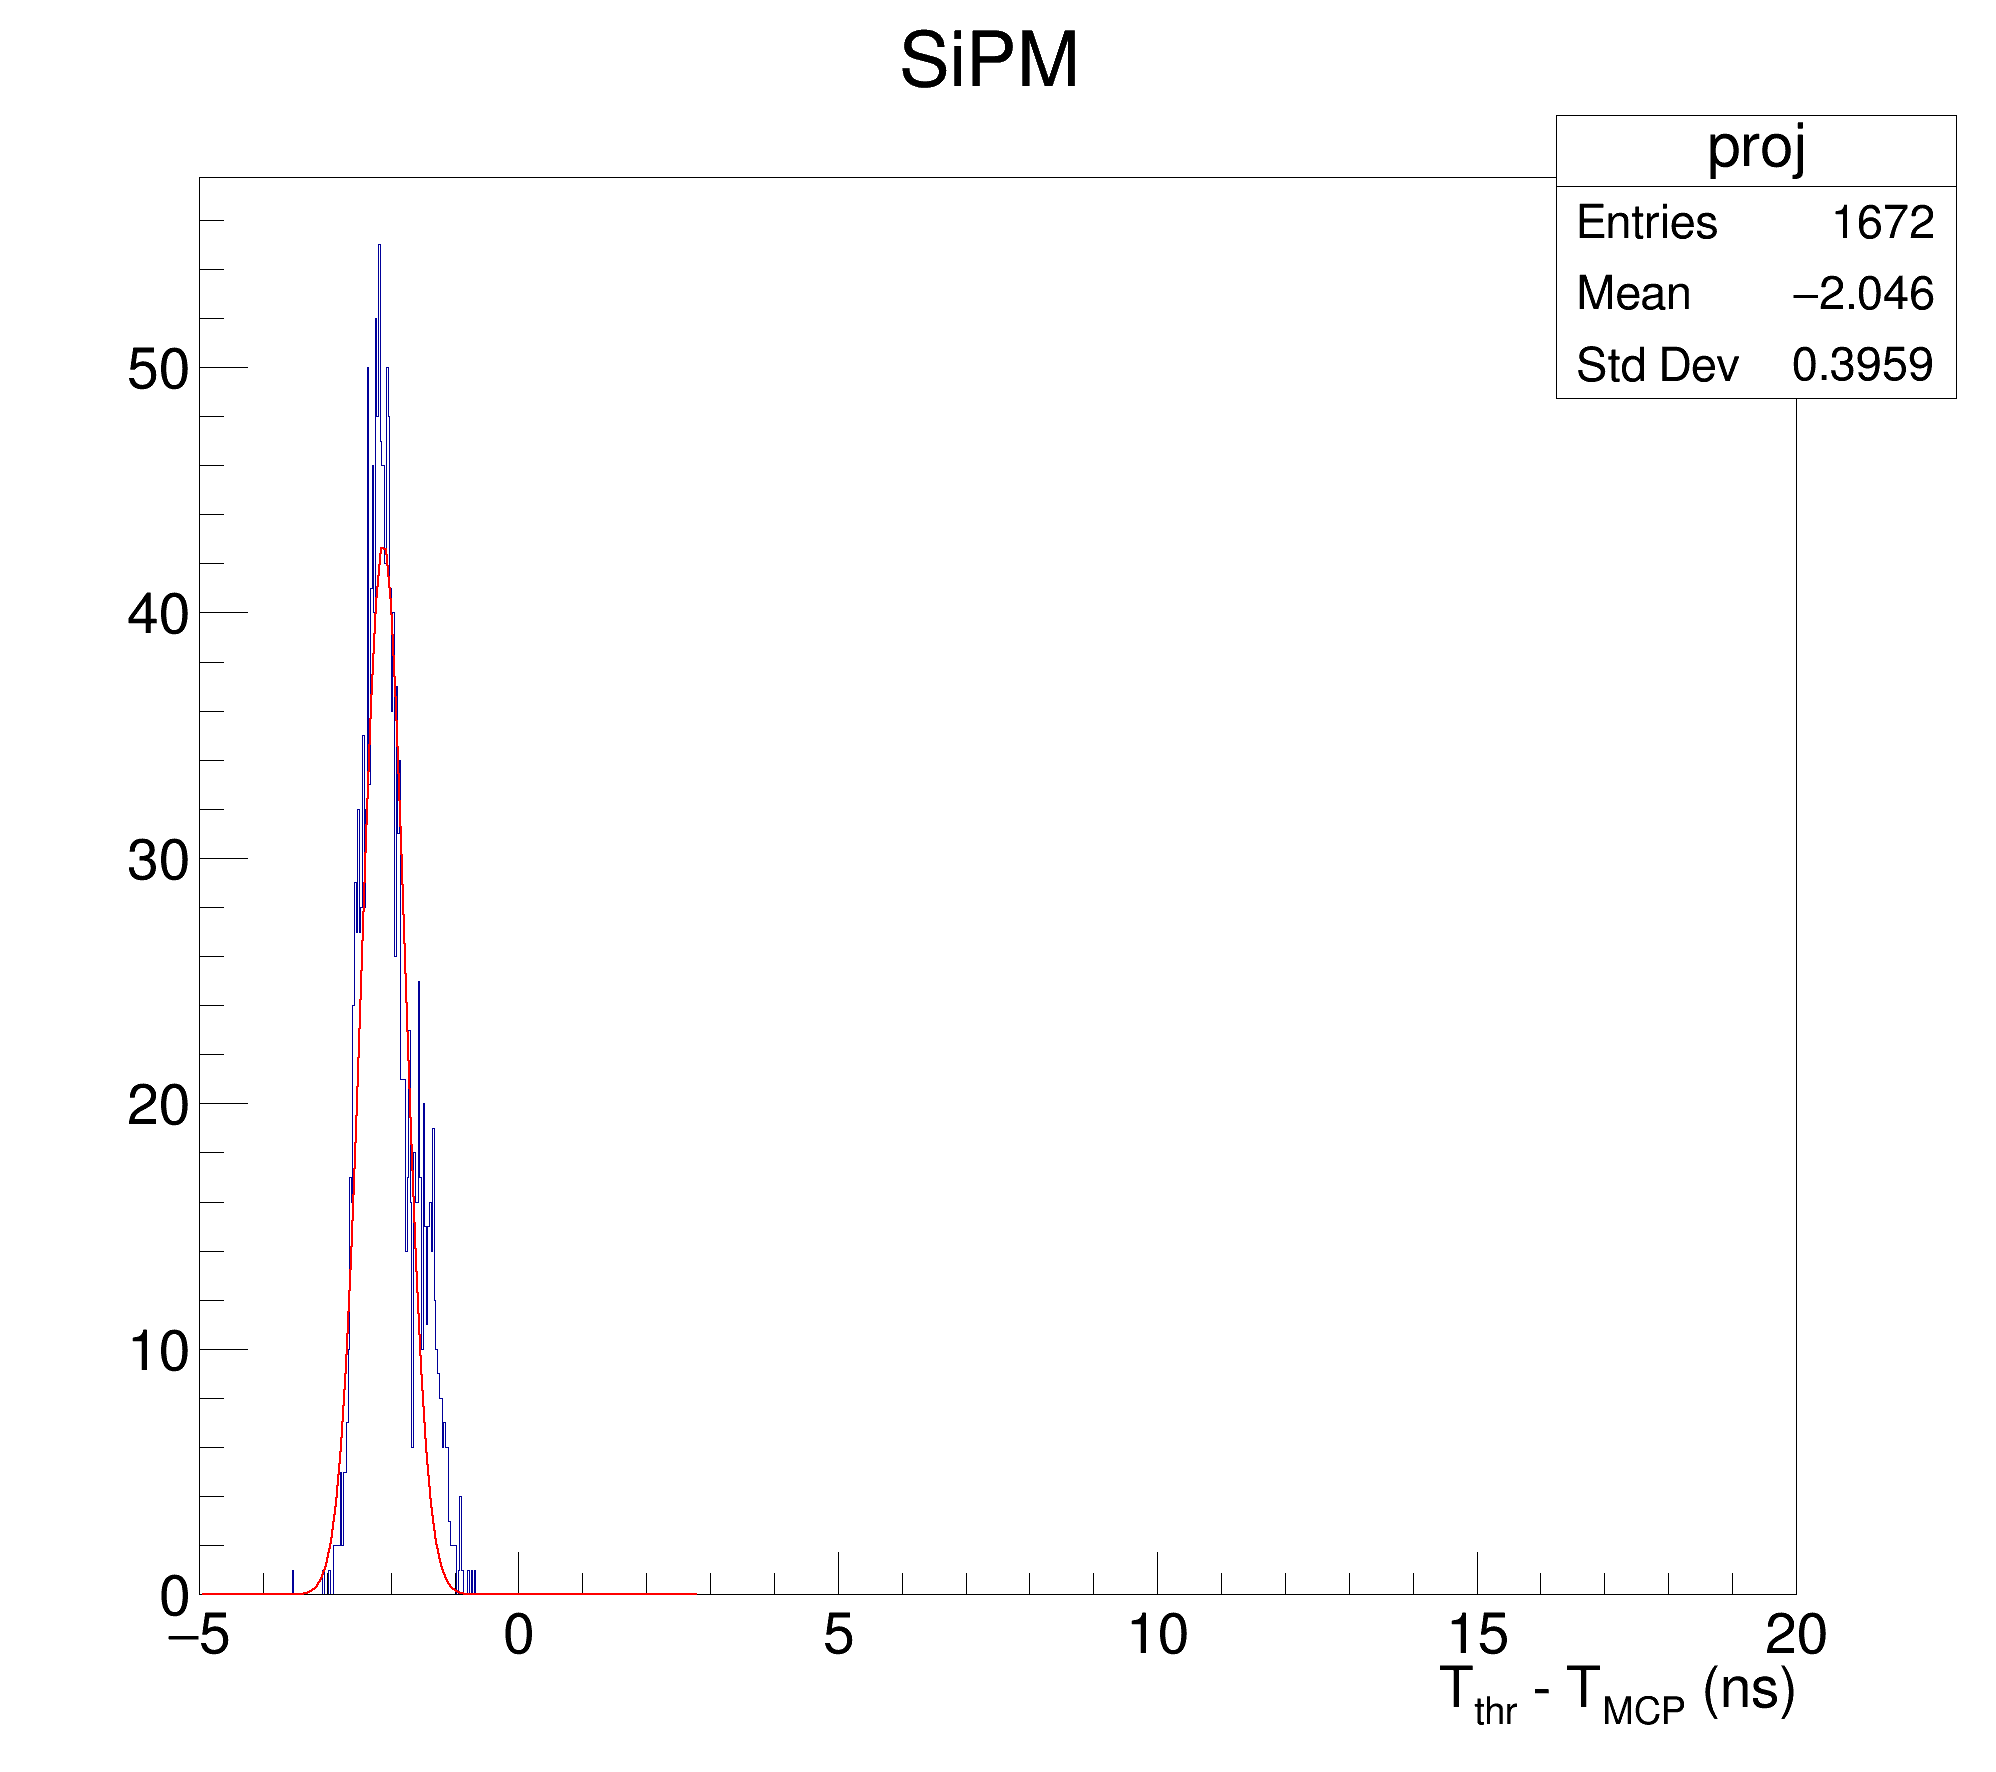 SiPM
proj
Entries 1672
Mean −2.046
Std Dev 0.3959
50
40
30
20
10
0
−5 0 5 10 15 20
T_thr - T_MCP (ns)